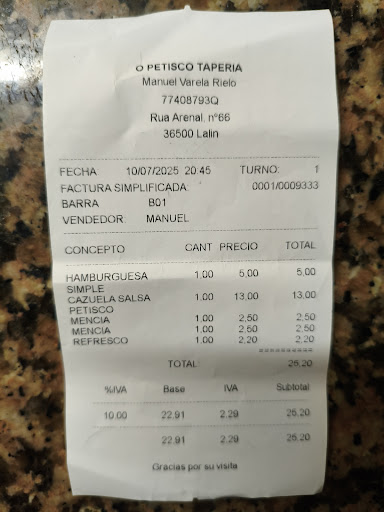 O PETISCO TAPERIA
Manuel Varela Rielo
77408793Q
Rua Arenal, nº66
36500 Lalin
FECHA 10/07/2025 20:45 TURNO: 1
FACTURA SIMPLIFICADA 0001/0009333
BARRA B01
VENDEDOR MANUEL
CONCEPTO CANT PRECIO TOTAL
HAMBURGUESA 1,00 5,00 5,00
SIMPLE
CAZUELA SALSA 1,00 13,00 13,00
PETISCO
MENCIA 1,00 2,50 2,50
MENCIA 1,00 2,50 2,50
REFRESCO 1,00 2,20 2,20
==========
TOTAL 25,20
%IVA Base IVA Subtotal
10,00 22,91 2,29 25,20
22,91 2,29 25,20
Gracias por su visita